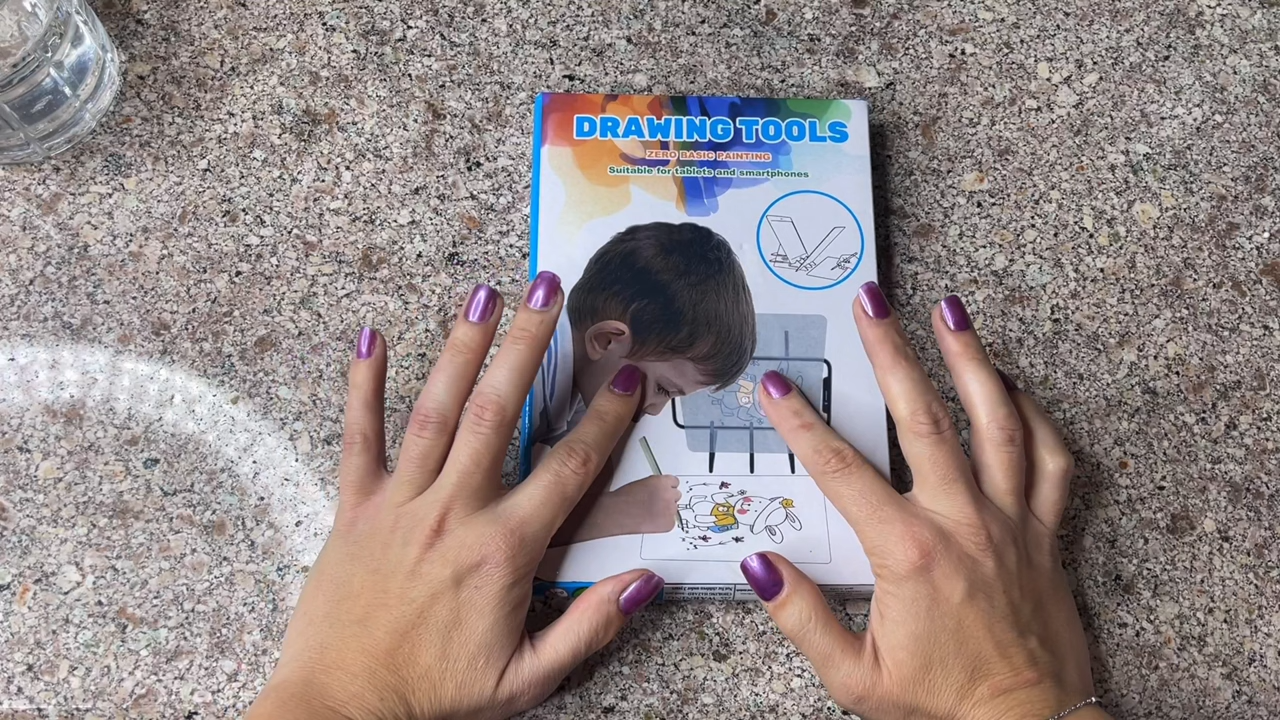 DRAWING TOOLS
ZERO BASIC PAINTING
Suitable for tablets and smartphones